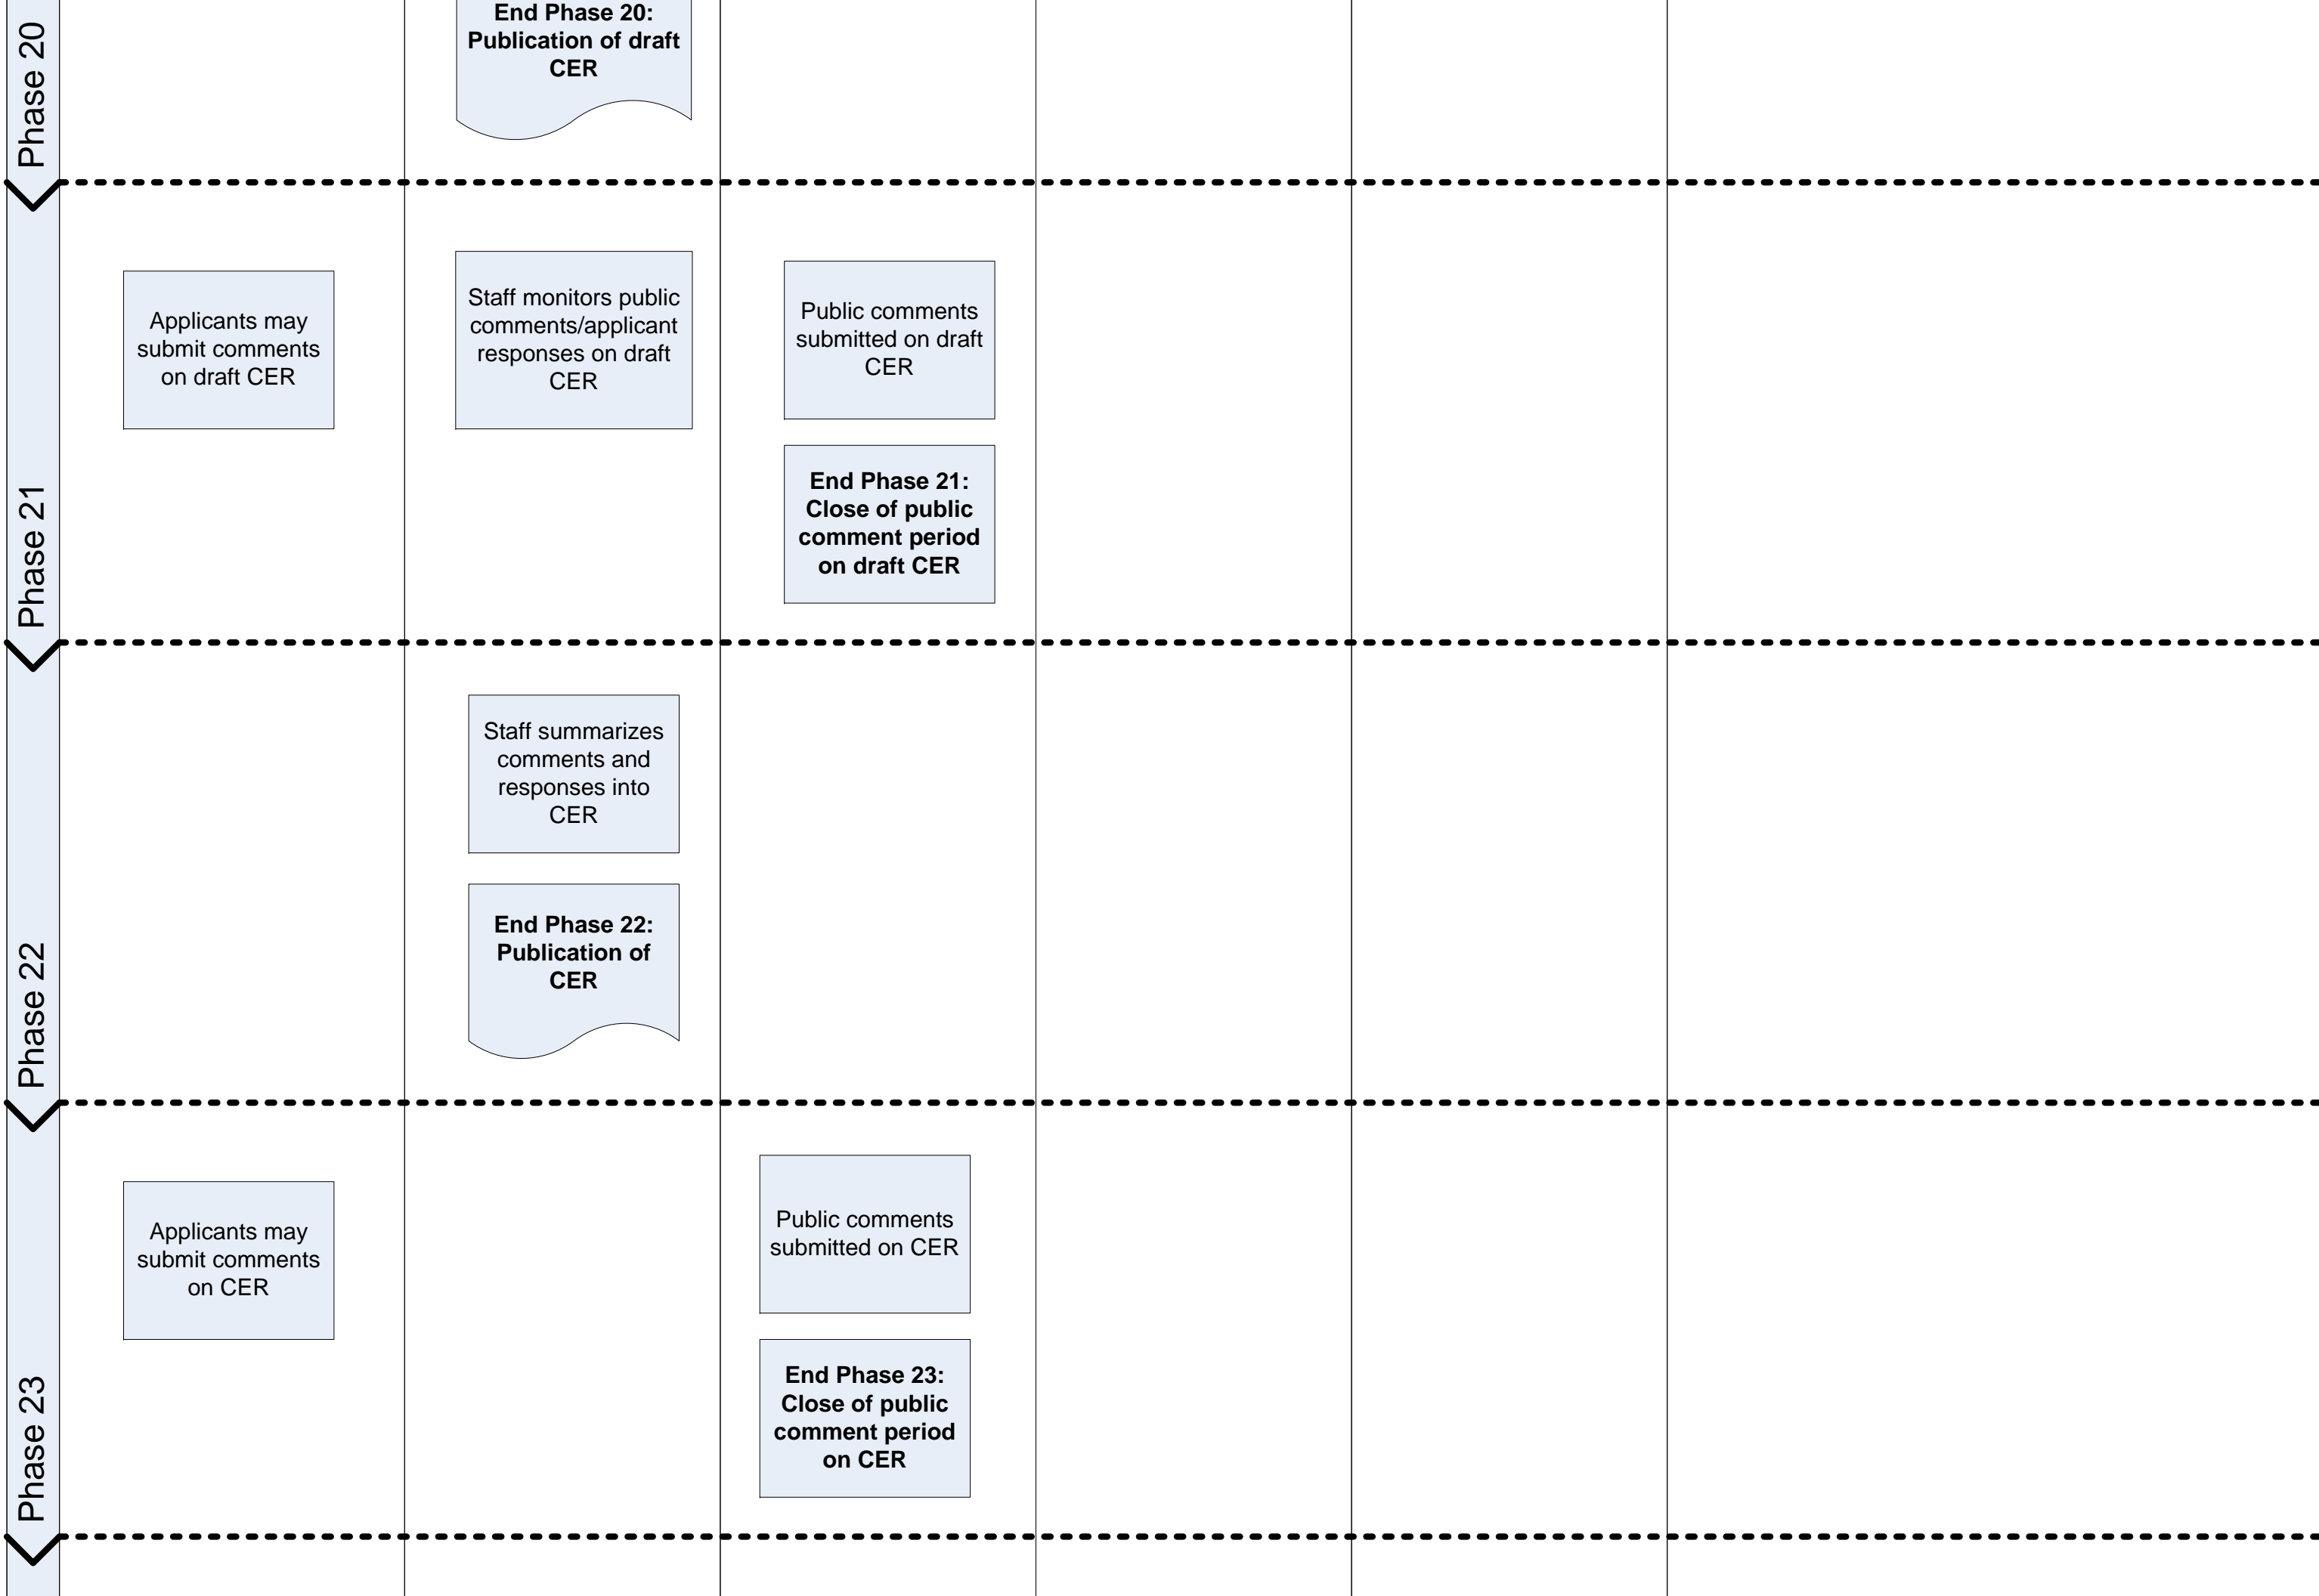 Phase 20
End Phase 20:
Publication of draft
CER
Phase 21
Applicants may
submit comments
on draft CER
Staff monitors public
comments/applicant
responses on draft
CER
Public comments
submitted on draft
CER
End Phase 21:
Close of public
comment period
on draft CER
Phase 22
Staff summarizes
comments and
responses into
CER
End Phase 22:
Publication of
CER
Phase 23
Applicants may
submit comments
on CER
Public comments
submitted on CER
End Phase 23:
Close of public
comment period
on CER